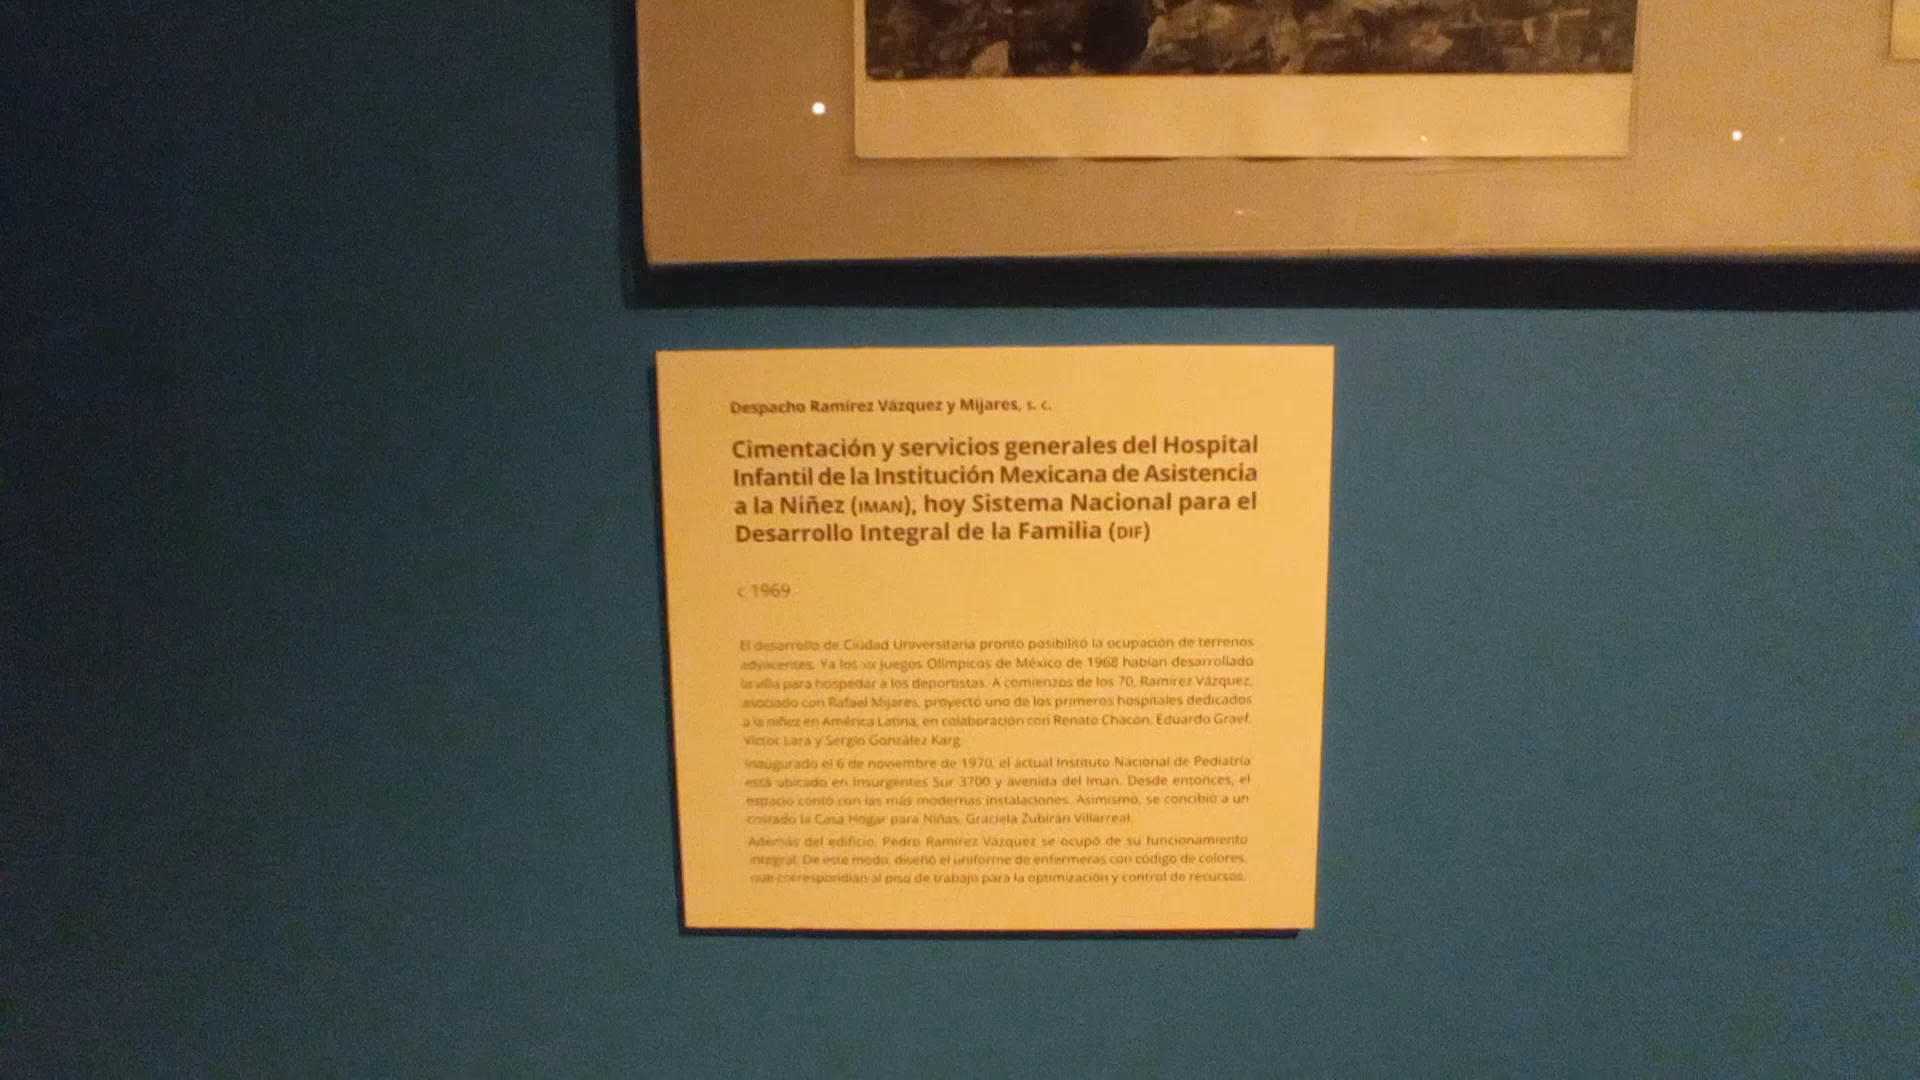 Despacho Ramírez Vázquez y Mijares, s. c.
Cimentación y servicios generales del Hospital
Infantil de la Institución Mexicana de Asistencia
a la Niñez (IMAN), hoy Sistema Nacional para el
Desarrollo Integral de la Familia (DIF)
c 1969
El desarrollo de Ciudad Universitaria pronto posibilitó la ocupación de terrenos
adyacentes. Ya los XIX Juegos Olímpicos de México de 1968 habían desarrollado
la villa para hospedar a los deportistas. A comienzos de los 70, Ramírez Vázquez,
asociado con Rafael Mijares, proyectó uno de los primeros hospitales dedicados
a la niñez en América Latina, en colaboración con Renato Chacón, Eduardo Graef,
Víctor Lara y Sergio González Karg.
Inaugurado el 6 de noviembre de 1970, el actual Instituto Nacional de Pediatría
está ubicado en Insurgentes Sur 3700 y avenida del Iman. Desde entonces, el
espacio contó con las más modernas instalaciones. Asimismo, se concibió a un
costado la Casa Hogar para Niñas, Graciela Zubirán Villarreal.
Además del edificio, Pedro Ramírez Vázquez se ocupó de su funcionamiento
integral. De este modo, diseñó el uniforme de enfermeras con código de colores,
que correspondían al piso de trabajo para la optimización y control de recursos.